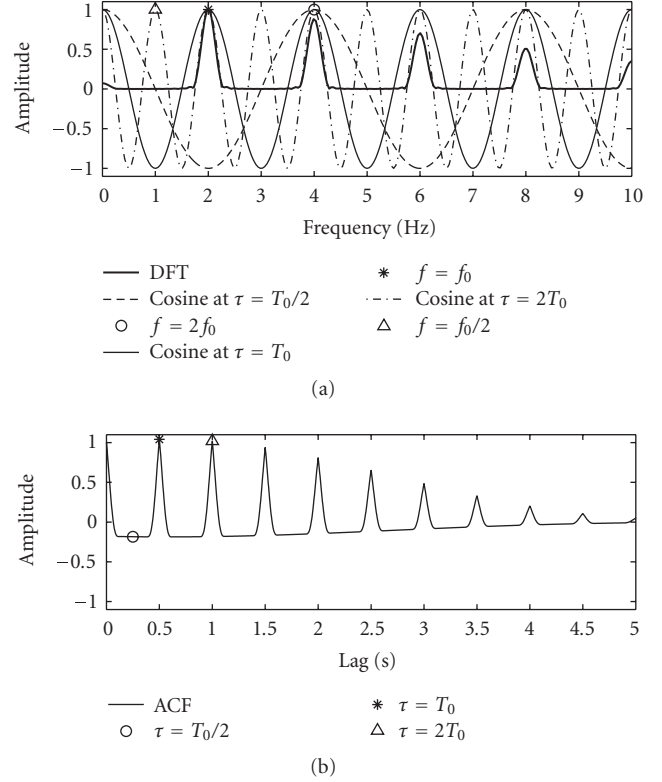 1
0.5
0
−0.5
−1
Amplitude
0 1 2 3 4 5 6 7 8 9 10
Frequency (Hz)
DFT
Cosine at τ = T₀/2
f = 2f₀
Cosine at τ = T₀
f = f₀
Cosine at τ = 2T₀
f = f₀/2
(a)
1
0.5
0
−0.5
−1
Amplitude
0 0.5 1 1.5 2 2.5 3 3.5 4 4.5 5
Lag (s)
ACF
τ = T₀/2
τ = T₀
τ = 2T₀
(b)